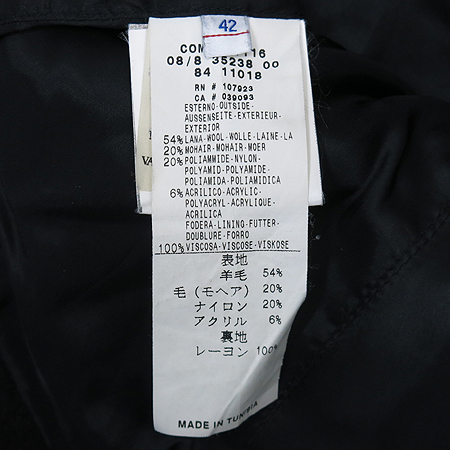 42
08/8 35238 00
84 11018
RN # 107923
CA # 039093
ESTERNO-OUTSIDE-
AUSSENSEITE-EXTERIEUR-
EXTERIOR
54% LANA-WOOL-WOLLE-LAINE-LA
20% MOHAIR-MOHAIR-MOER
20% POLIAMMIDE-NYLON-
POLYAMID-POLYAMIDE-
POLIAMIDA-POLIAMIDICA
6% ACRILICO-ACRYLIC-
POLYACRYL-ACRYLIQUE-
ACRILICA
FODERA-LINING-FUTTER-
DOUBLURE-FORRO
100% VISCOSA-VISCOSE-VISKOSE
表地
羊毛 54%
毛 (モヘア) 20%
ナイロン 20%
アクリル 6%
裏地
レーヨン 100%
MADE IN TUNISIA